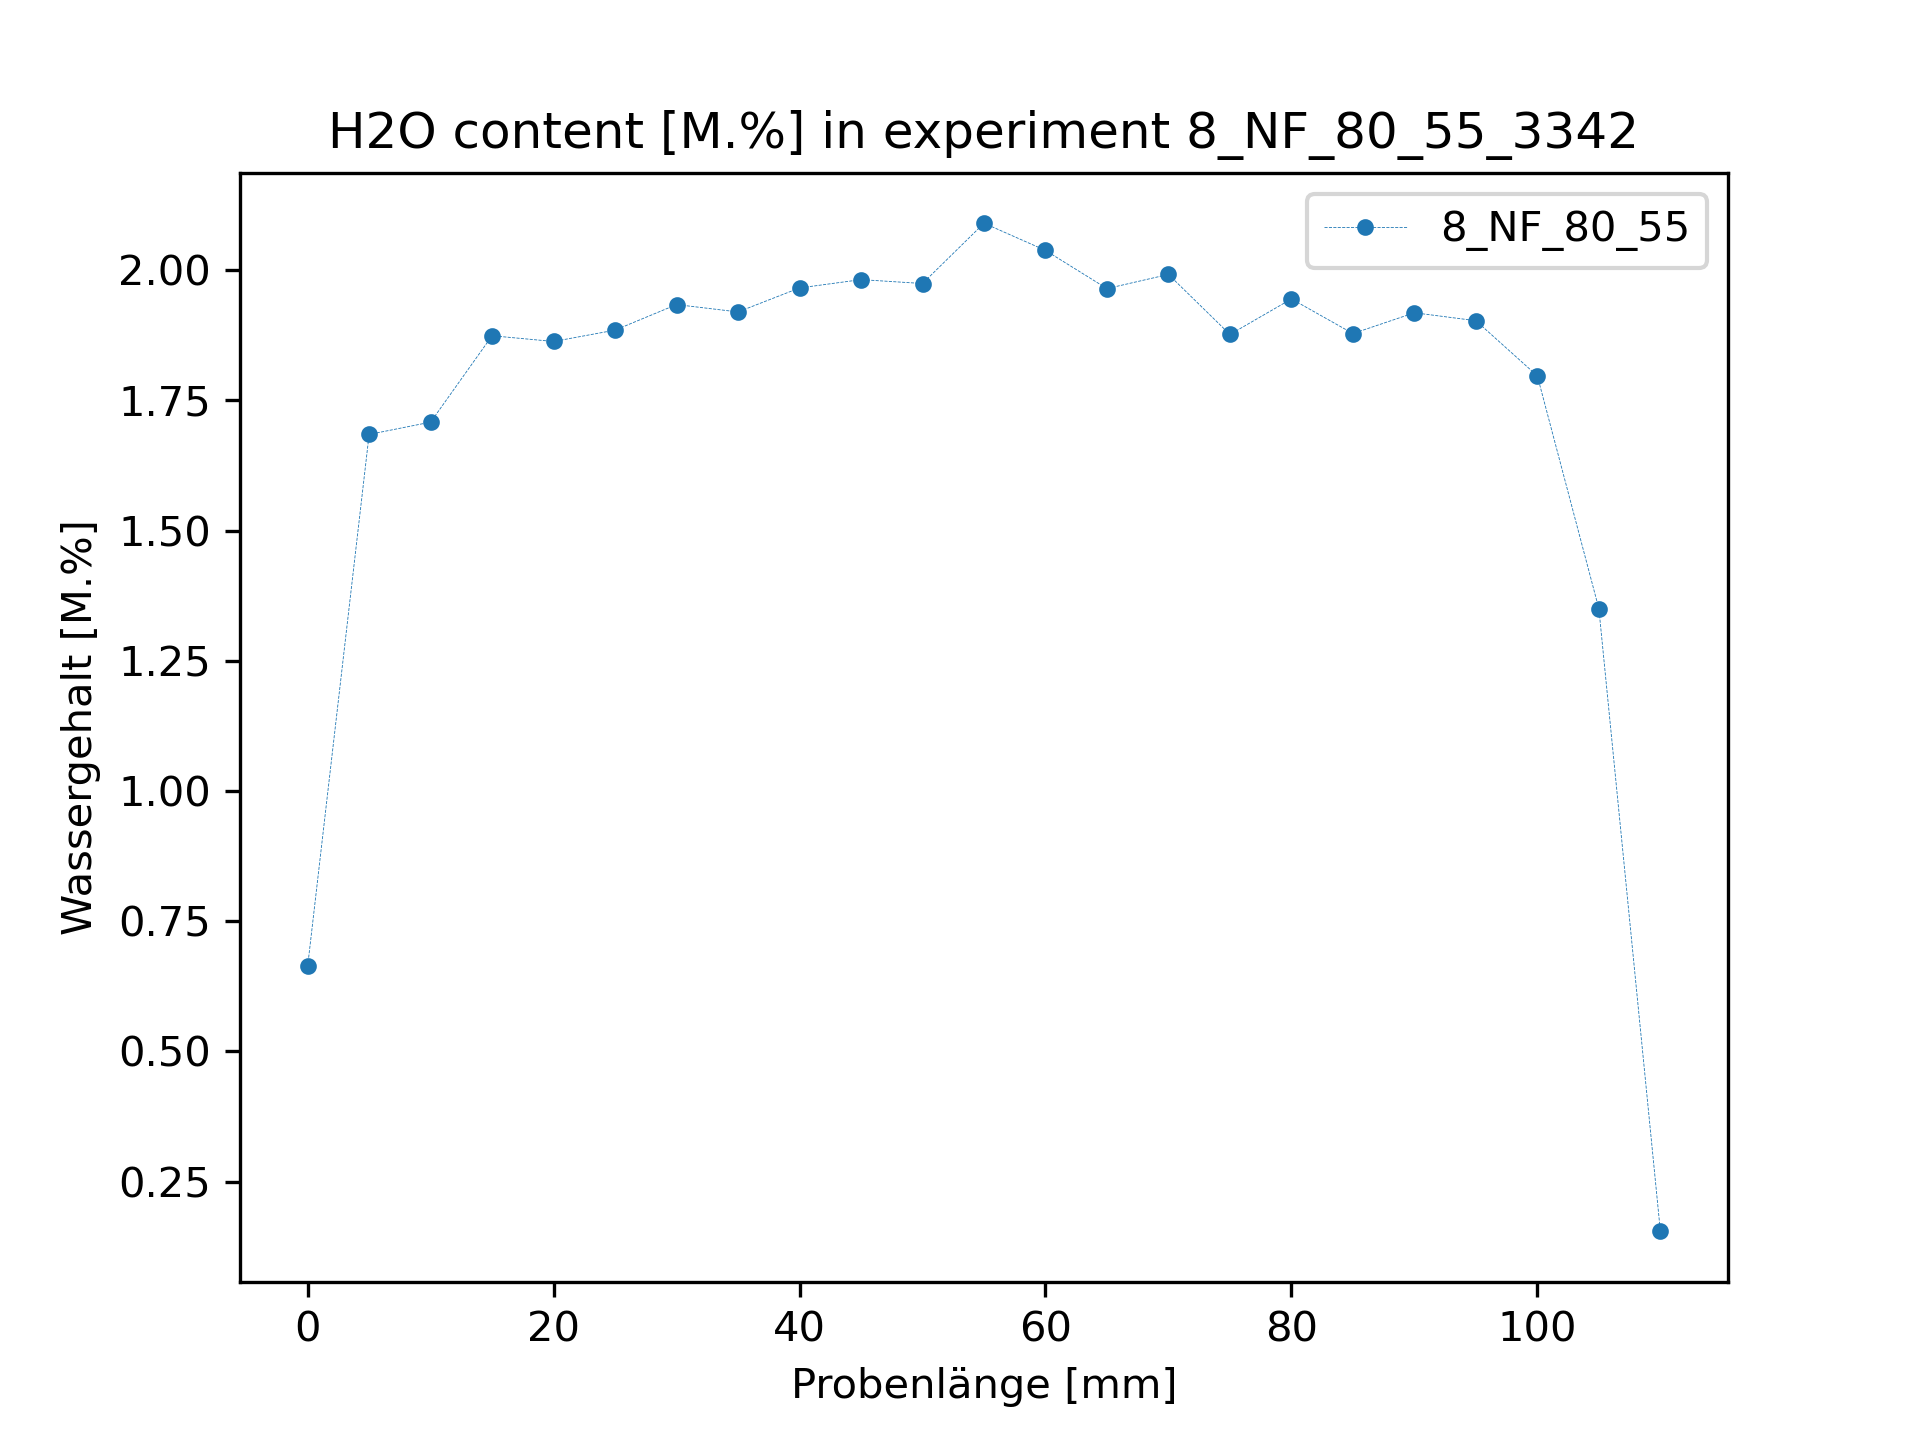 H2O content [M.%] in experiment 8_NF_80_55_3342
8_NF_80_55
2.00
1.75
1.50
1.25
1.00
0.75
0.50
0.25
Wassergehalt [M.%]
0 20 40 60 80 100
Probenlänge [mm]